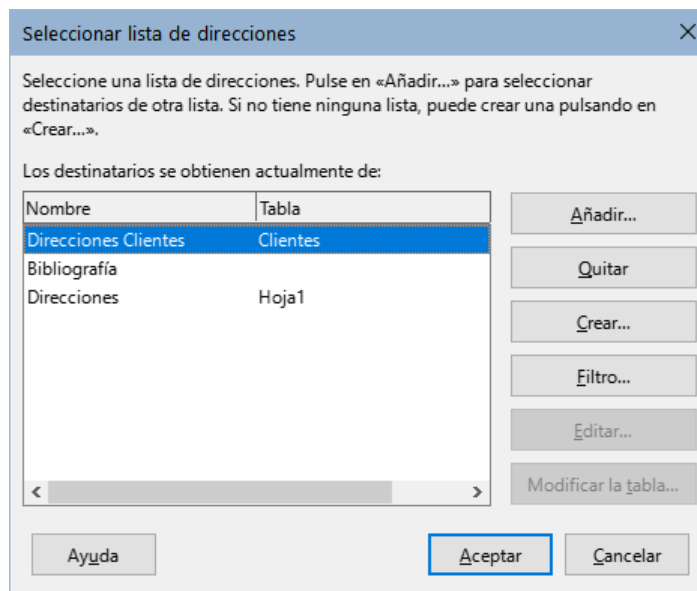 Seleccionar lista de direcciones
Seleccione una lista de direcciones. Pulse en «Añadir...» para seleccionar
destinatarios de otra lista. Si no tiene ninguna lista, puede crear una pulsando en
«Crear...».
Los destinatarios se obtienen actualmente de:
Nombre Tabla
Direcciones Clientes Clientes
Bibliografía
Direcciones Hoja1
Añadir...
Quitar
Crear...
Filtro...
Editar...
Modificar la tabla...
Ayuda Aceptar Cancelar